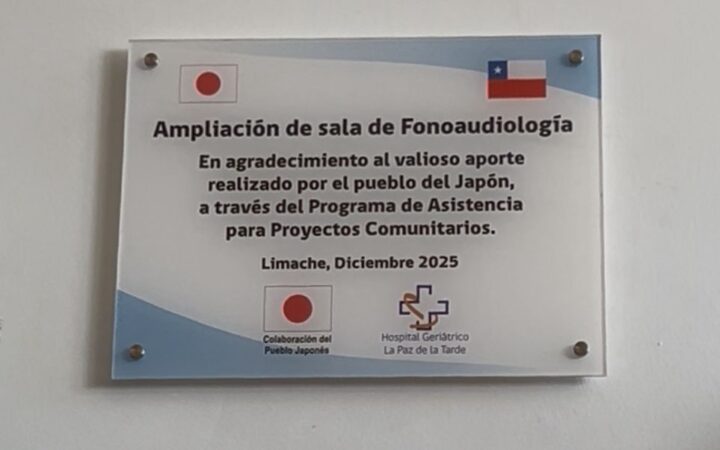 Ampliación de sala de Fonoaudiología
En agradecimiento al valioso aporte
realizado por el pueblo del Japón,
a través del Programa de Asistencia
para Proyectos Comunitarios.
Limache, Diciembre 2025
Colaboración del
Pueblo Japonés
Hospital Geriátrico
La Paz de la Tarde